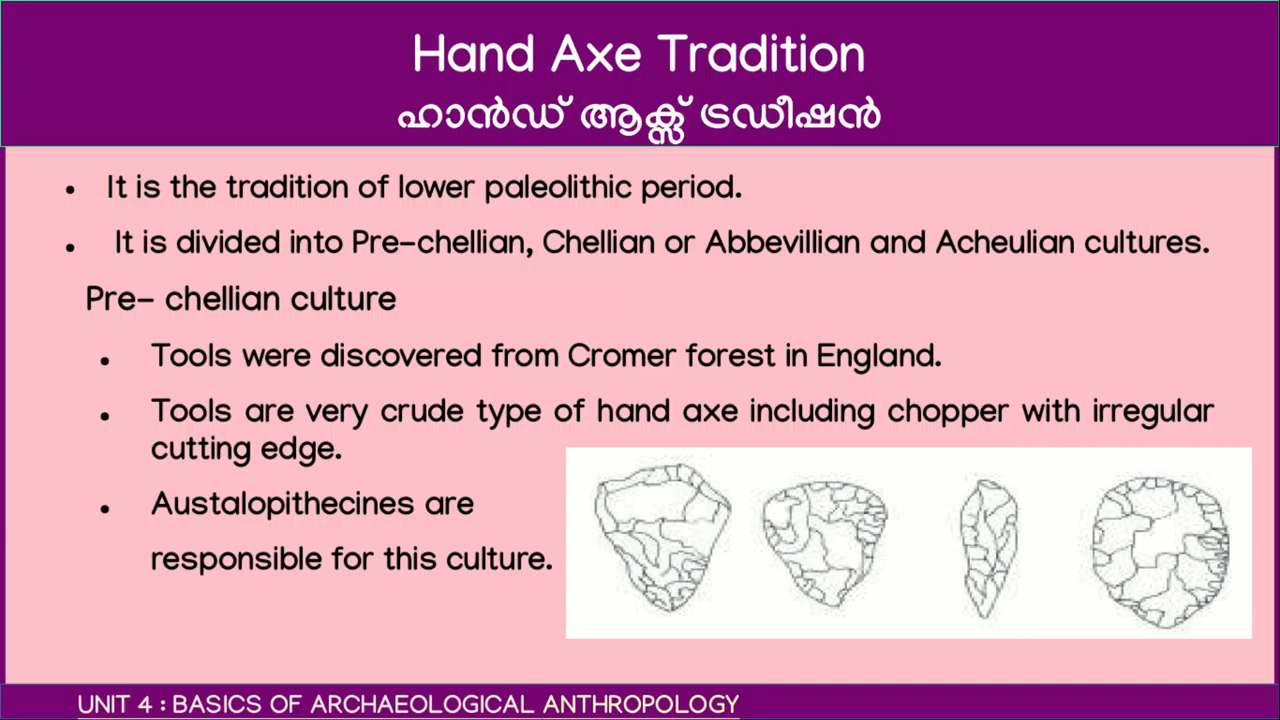 Hand Axe Tradition
ഹാൻഡ് ആക്സ് ട്രഡീഷൻ
• It is the tradition of lower paleolithic period.
• It is divided into Pre-chellian, Chellian or Abbevillian and Acheulian cultures.
Pre- chellian culture
• Tools were discovered from Cromer forest in England.
• Tools are very crude type of hand axe including chopper with irregular
cutting edge.
• Austalopithecines are
responsible for this culture.
UNIT 4 : BASICS OF ARCHAEOLOGICAL ANTHROPOLOGY